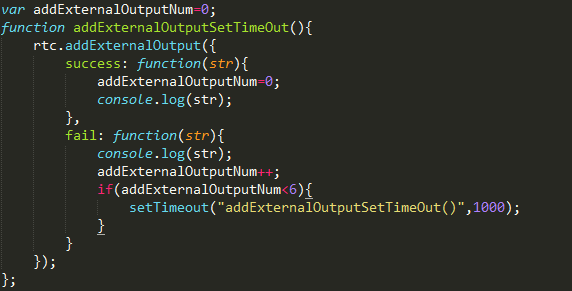 var addExternalOutputNum=0;
function addExternalOutputSetTimeOut(){
    rtc.addExternalOutput({
        success: function(str){
            addExternalOutputNum=0;
            console.log(str);
        },
        fail: function(str){
            console.log(str);
            addExternalOutputNum++;
            if(addExternalOutputNum<6){
                setTimeout("addExternalOutputSetTimeOut()",1000);
            }
        }
    });
};